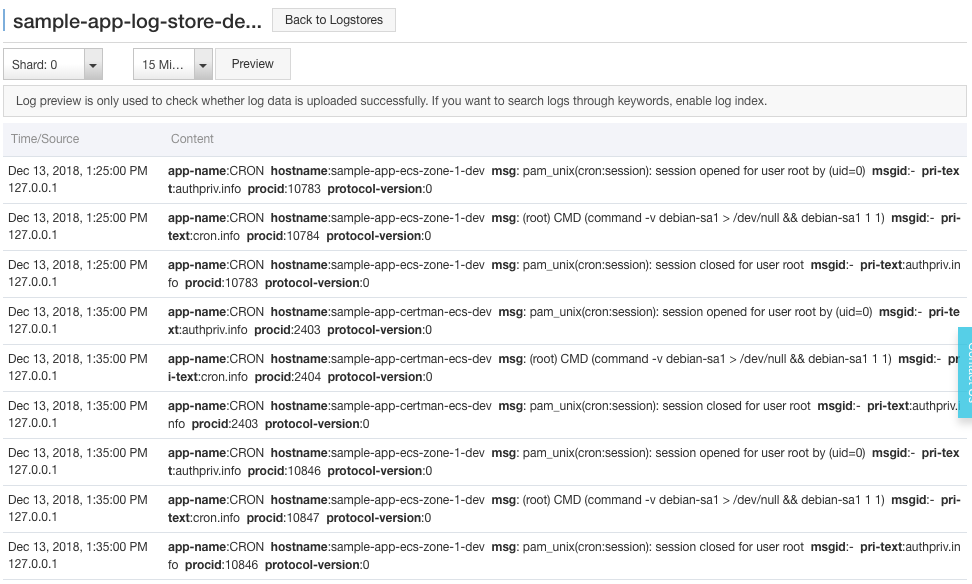 sample-app-log-store-de... Back to Logstores
Shard: 0 15 Mi... Preview
Log preview is only used to check whether log data is uploaded successfully. If you want to search logs through keywords, enable log index.
Time/Source Content
Dec 13, 2018, 1:25:00 PM app-name:CRON hostname:sample-app-ecs-zone-1-dev msg: pam_unix(cron:session): session opened for user root by (uid=0) msgid:- pri-tex
127.0.0.1 t:authpriv.info procid:10783 protocol-version:0
Dec 13, 2018, 1:25:00 PM app-name:CRON hostname:sample-app-ecs-zone-1-dev msg: (root) CMD (command -v debian-sa1 > /dev/null && debian-sa1 1 1) msgid:- pri-
127.0.0.1 text:cron.info procid:10784 protocol-version:0
Dec 13, 2018, 1:25:00 PM app-name:CRON hostname:sample-app-ecs-zone-1-dev msg: pam_unix(cron:session): session closed for user root msgid:- pri-text:authpriv.in
127.0.0.1 fo procid:10783 protocol-version:0
Dec 13, 2018, 1:35:00 PM app-name:CRON hostname:sample-app-certman-ecs-dev msg: pam_unix(cron:session): session opened for user root by (uid=0) msgid:- pri-te
127.0.0.1 xt:authpriv.info procid:2403 protocol-version:0
Dec 13, 2018, 1:35:00 PM app-name:CRON hostname:sample-app-certman-ecs-dev msg: (root) CMD (command -v debian-sa1 > /dev/null && debian-sa1 1 1) msgid:- pr
127.0.0.1 i-text:cron.info procid:2404 protocol-version:0
Dec 13, 2018, 1:35:00 PM app-name:CRON hostname:sample-app-certman-ecs-dev msg: pam_unix(cron:session): session closed for user root msgid:- pri-text:authpriv.i
127.0.0.1 nfo procid:2403 protocol-version:0
Dec 13, 2018, 1:35:00 PM app-name:CRON hostname:sample-app-ecs-zone-1-dev msg: pam_unix(cron:session): session opened for user root by (uid=0) msgid:- pri-tex
127.0.0.1 t:authpriv.info procid:10846 protocol-version:0
Dec 13, 2018, 1:35:00 PM app-name:CRON hostname:sample-app-ecs-zone-1-dev msg: (root) CMD (command -v debian-sa1 > /dev/null && debian-sa1 1 1) msgid:- pri-
127.0.0.1 text:cron.info procid:10847 protocol-version:0
Dec 13, 2018, 1:35:00 PM app-name:CRON hostname:sample-app-ecs-zone-1-dev msg: pam_unix(cron:session): session closed for user root msgid:- pri-text:authpriv.in
127.0.0.1 fo procid:10846 protocol-version:0